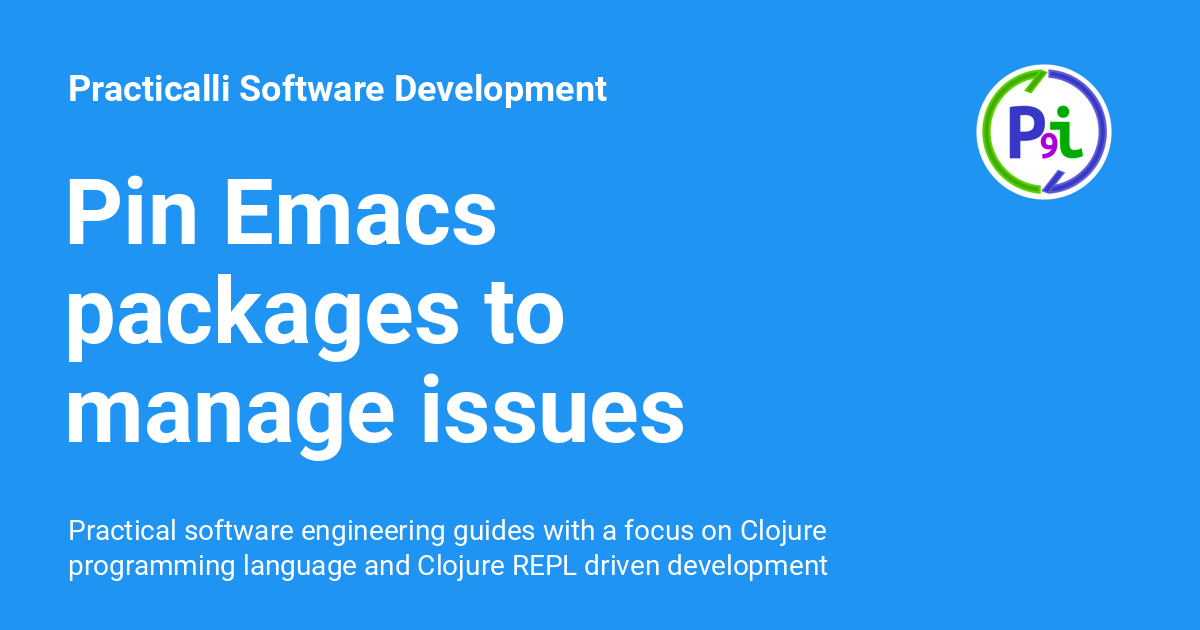 Practicalli Software Development
P9i
Pin Emacs
packages to
manage issues
Practical software engineering guides with a focus on Clojure
programming language and Clojure REPL driven development